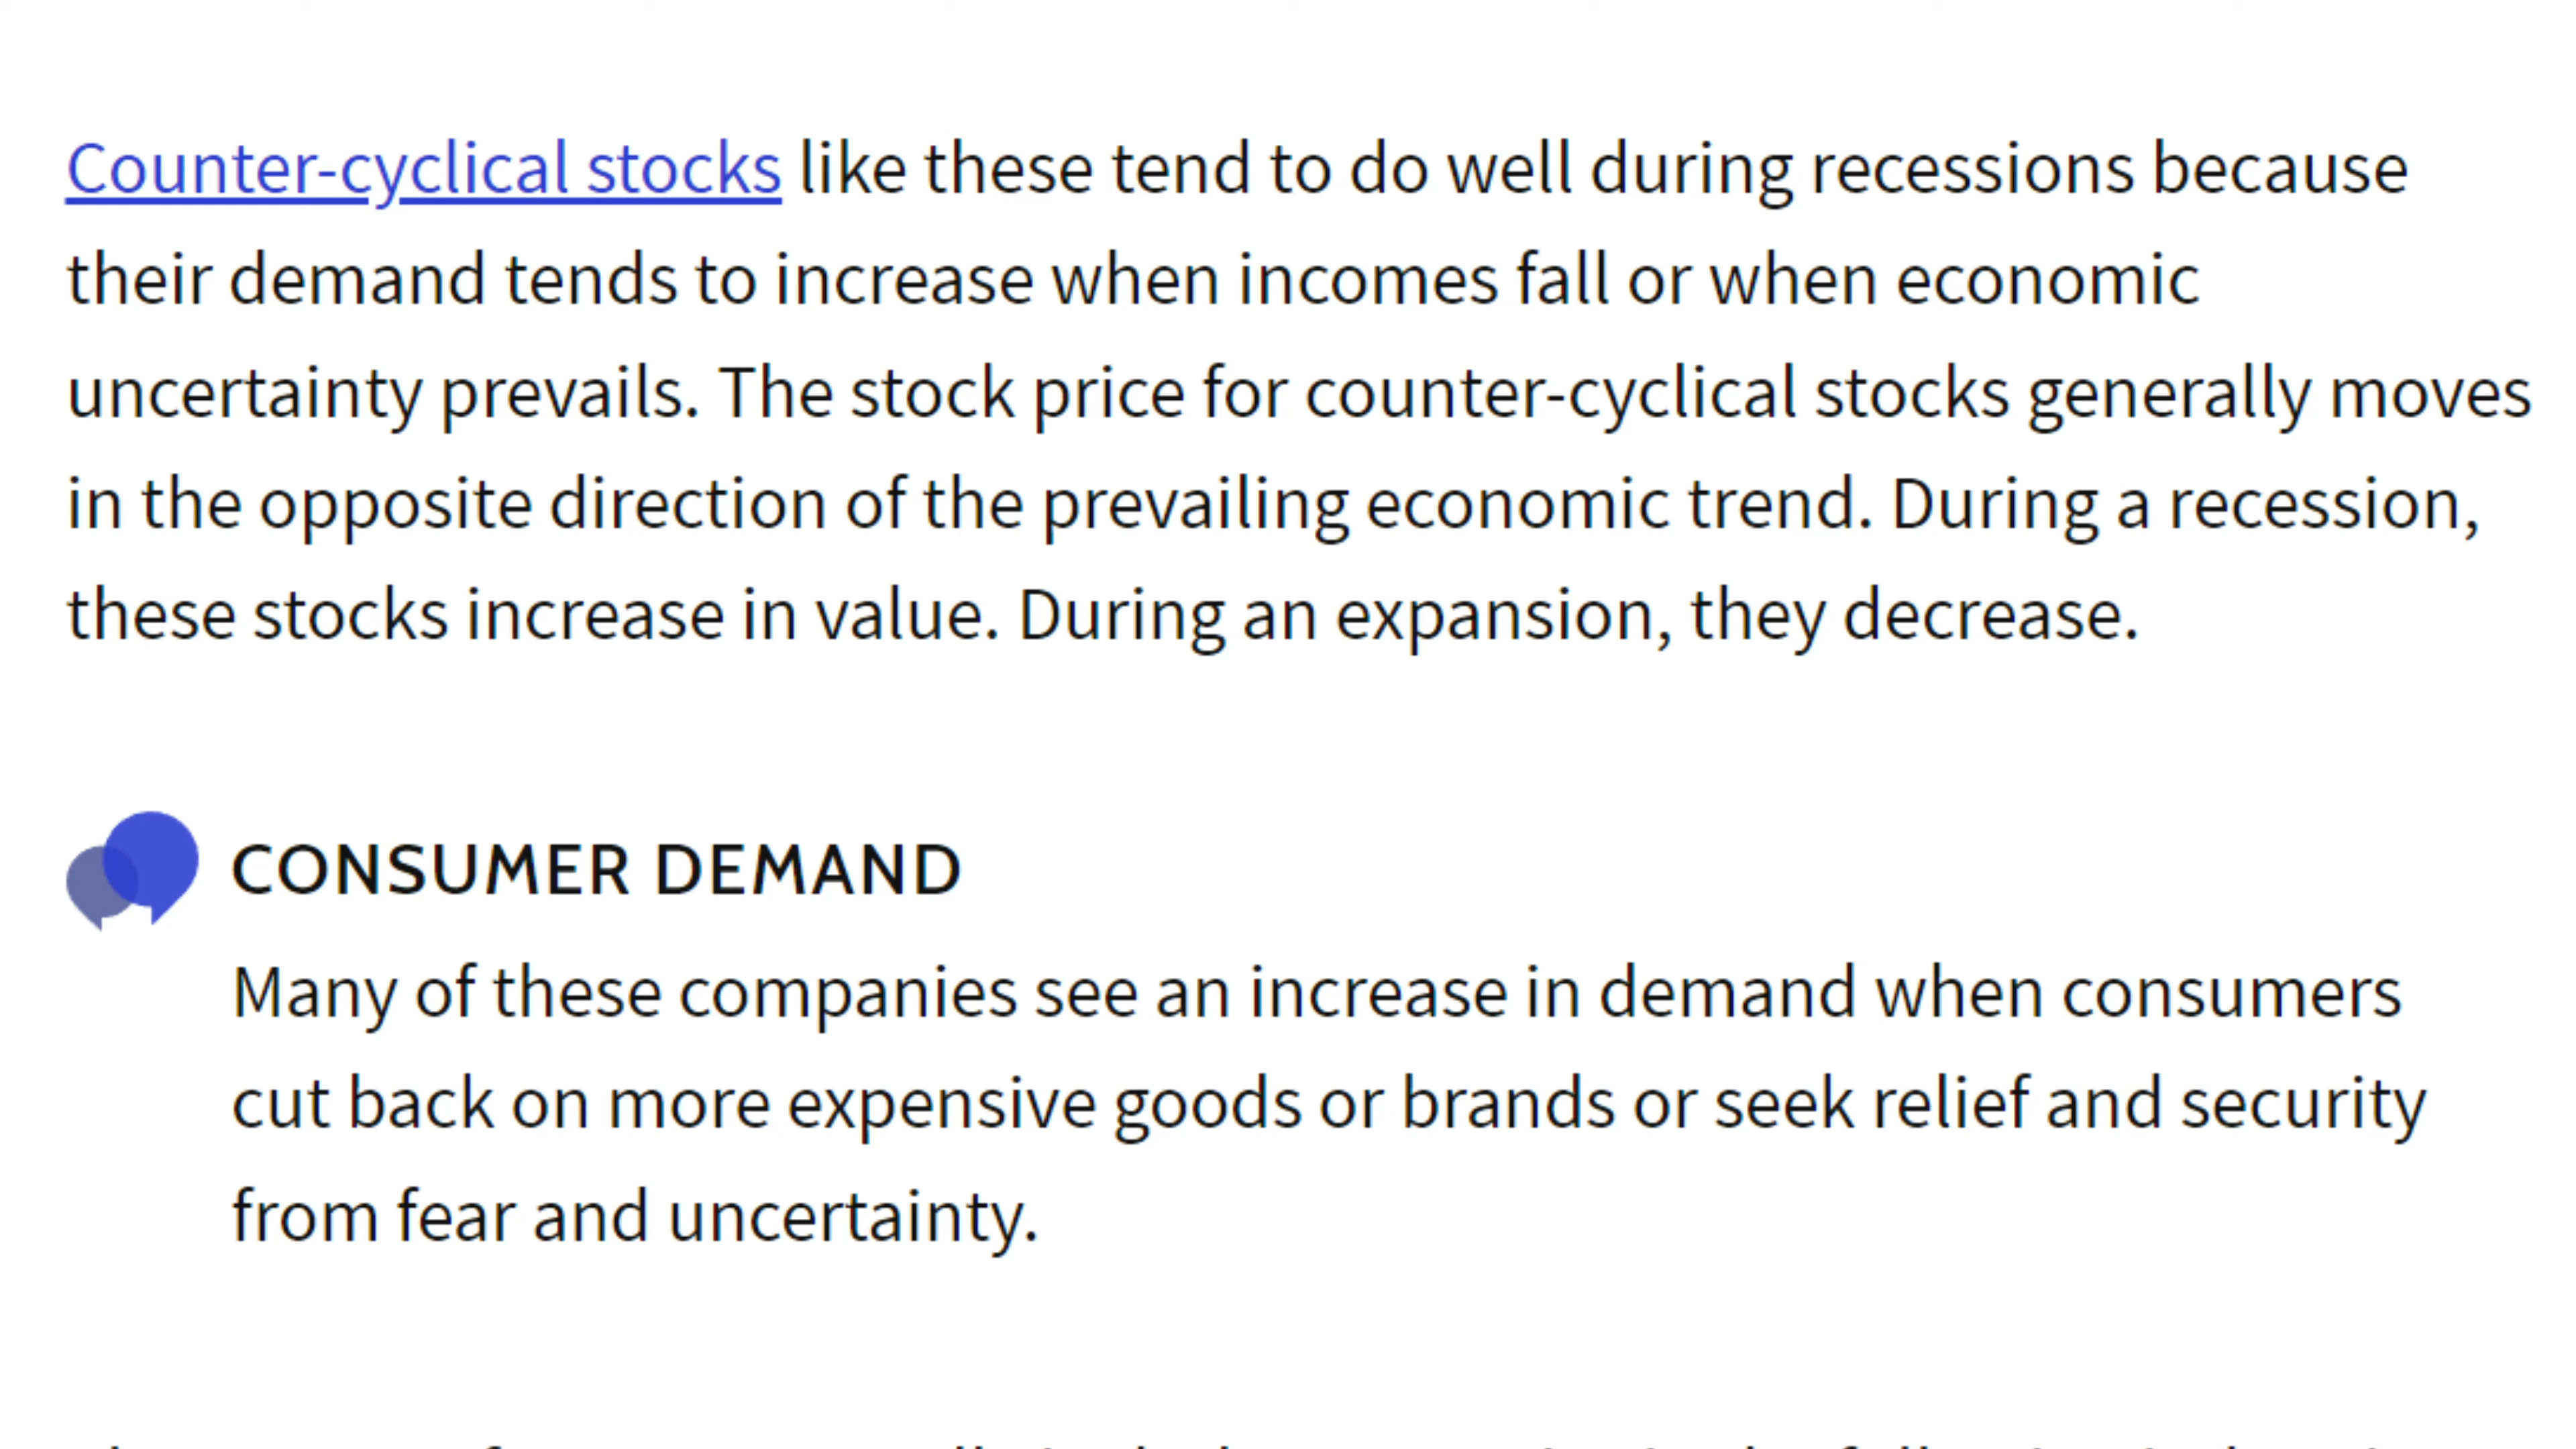 Counter-cyclical stocks like these tend to do well during recessions because
their demand tends to increase when incomes fall or when economic
uncertainty prevails. The stock price for counter-cyclical stocks generally moves
in the opposite direction of the prevailing economic trend. During a recession,
these stocks increase in value. During an expansion, they decrease.
CONSUMER DEMAND
Many of these companies see an increase in demand when consumers
cut back on more expensive goods or brands or seek relief and security
from fear and uncertainty.